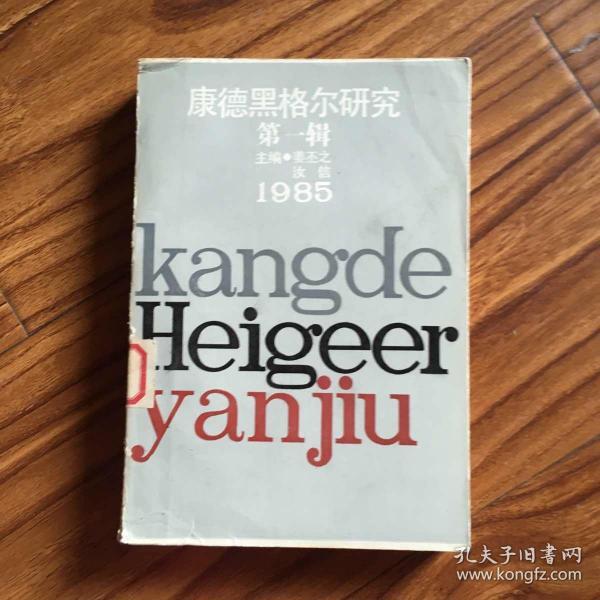 康德黑格尔研究
第一辑
主编●姜丕之
汝信
1985
kangde
Heigeer
yanjiu
孔夫子旧书网
www.kongfz.com